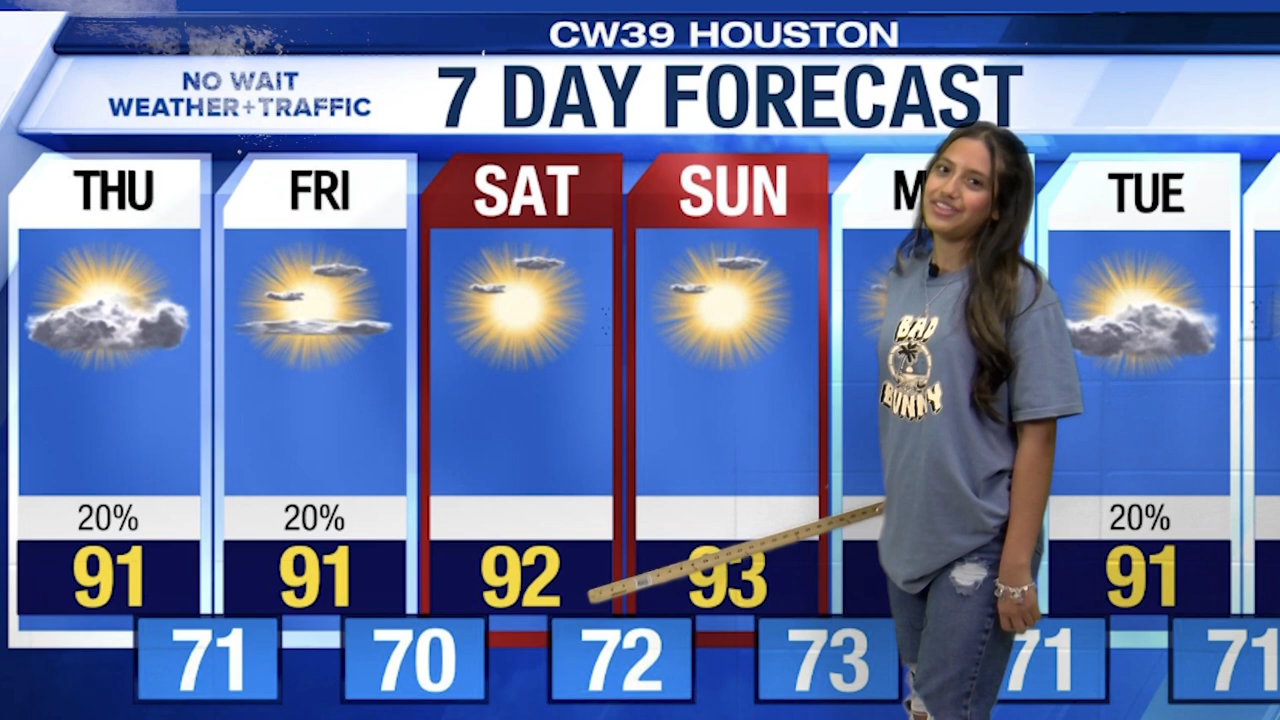 CW39 HOUSTON
NO WAIT
WEATHER+TRAFFIC
7 DAY FORECAST
THU
FRI
SAT
SUN
TUE
20%
20%
20%
91
91
92
93
91
71
70
72
73
71
71
BAD
BUNNY